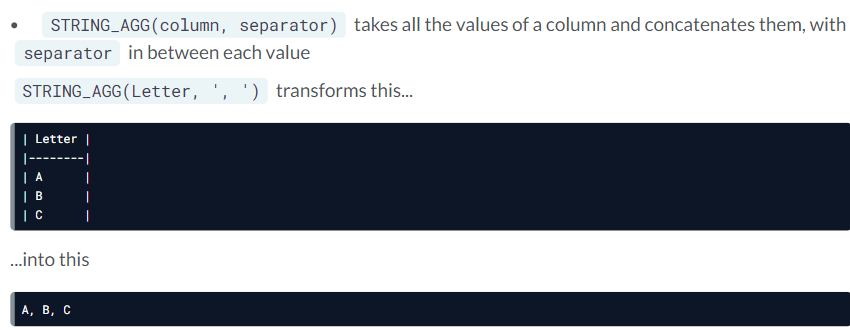 • STRING_AGG(column, separator) takes all the values of a column and concatenates them, with
separator in between each value
STRING_AGG(Letter, ', ') transforms this...
| Letter |
|--------|
| A      |
| B      |
| C      |
...into this
A, B, C